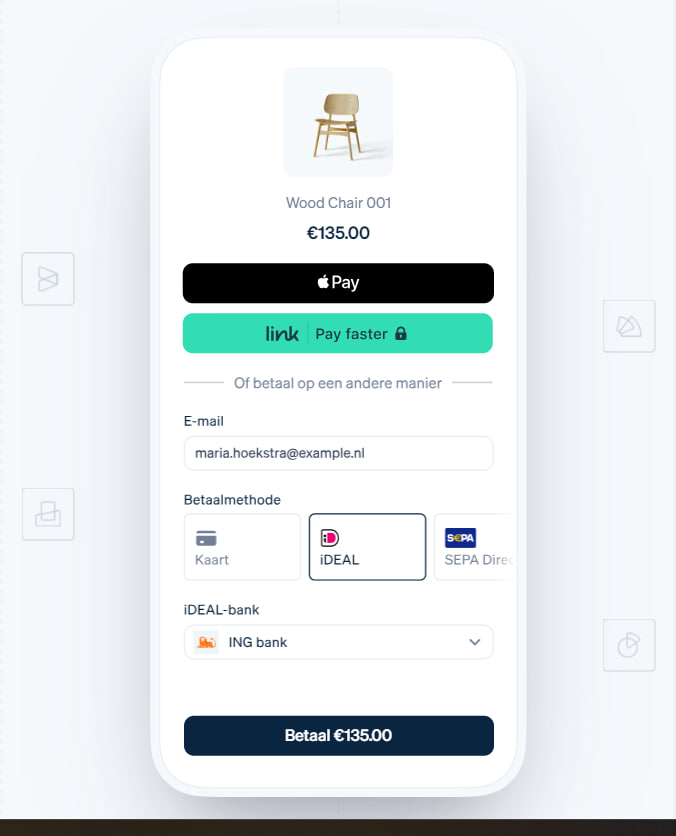 Wood Chair 001
€135.00
Pay
link Pay faster
Of betaal op een andere manier
E-mail
maria.hoekstra@example.nl
Betaalmethode
iD SEPA
Kaart iDEAL SEPA Direc
iDEAL-bank
ING bank
Betaal €135.00